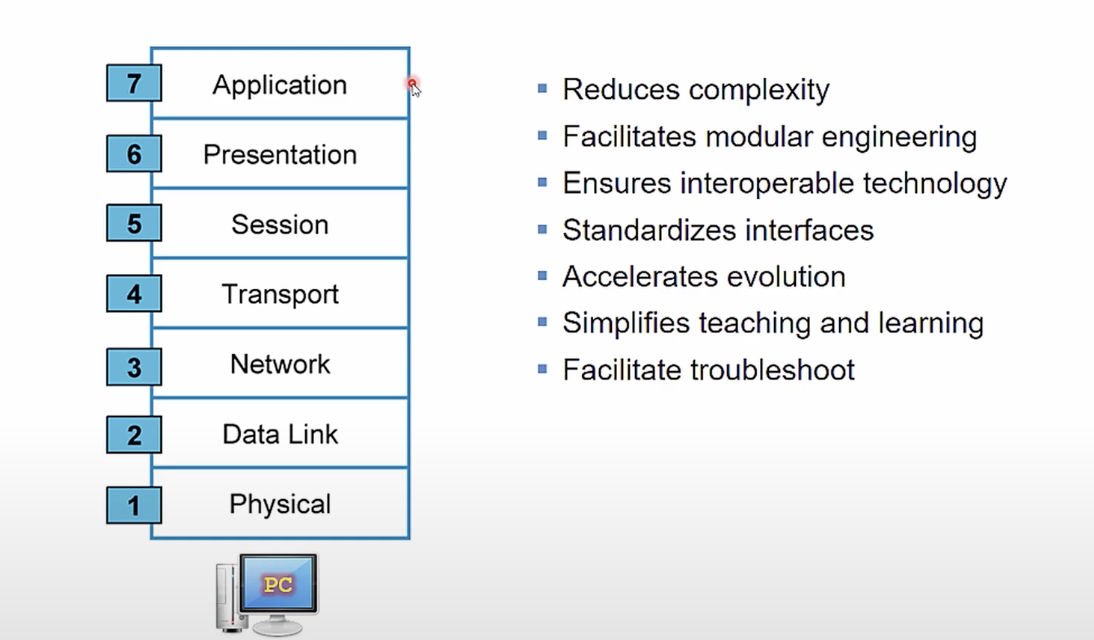 7 Application
6 Presentation
5 Session
4 Transport
3 Network
2 Data Link
1 Physical
PC
Reduces complexity
Facilitates modular engineering
Ensures interoperable technology
Standardizes interfaces
Accelerates evolution
Simplifies teaching and learning
Facilitate troubleshoot